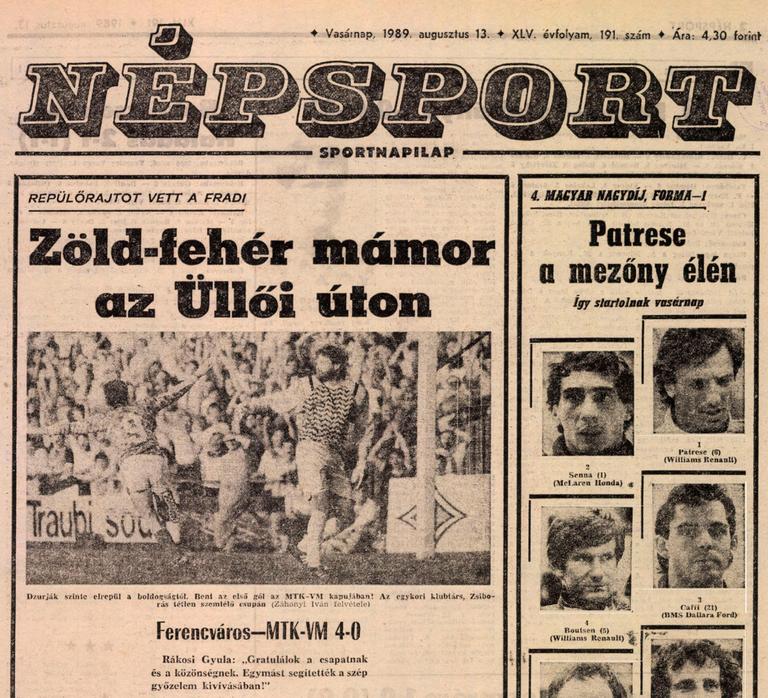 ✦ Vasárnap, 1989. augusztus 13. ✦ XLV. évfolyam, 191. szám ✦ Ára: 4,30 forint
NÉPSPORT
SPORTNAPILAP
REPÜLŐRAJTOT VETT A FRADI
Zöld-fehér mámor
az Üllői úton
Traubi sou
Dzurják szinte elrepül a boldogságtól. Bent az első gól az MTK-VM kapujában! Az egykori klubtárs, Zsibo-
rás tétlen szemlélő csupán (Záhonyi Iván felvétele)
Ferencváros—MTK-VM 4-0
Rákosi Gyula: „Gratulálok a csapatnak
és a közönségnek. Egymást segítették a szép
győzelem kivívásában!”
4. MAGYAR NAGYDÍJ, FORMA–1
Patrese
a mezőny élén
Így startolnak vasárnap
1
Patrese (6)
(Williams Renault)
2
Senna (1)
(McLaren Honda)
3
Caffi (21)
(BMS Dallara Ford)
4
Boutsen (5)
(Williams Renault)